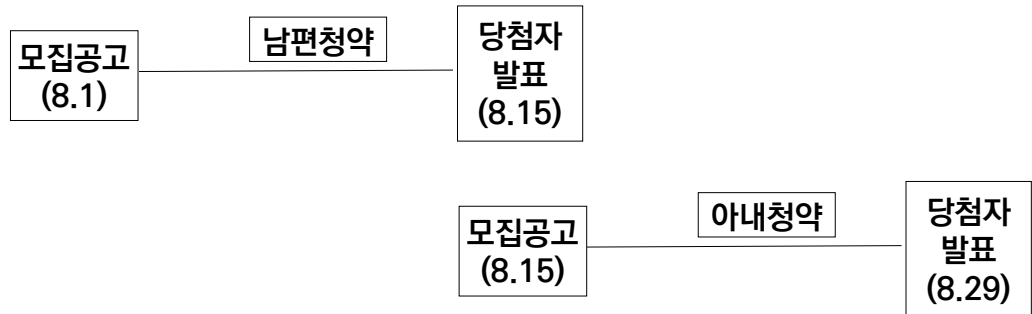 모집공고
(8.1)
남편청약
당첨자
발표
(8.15)
모집공고
(8.15)
아내청약
당첨자
발표
(8.29)